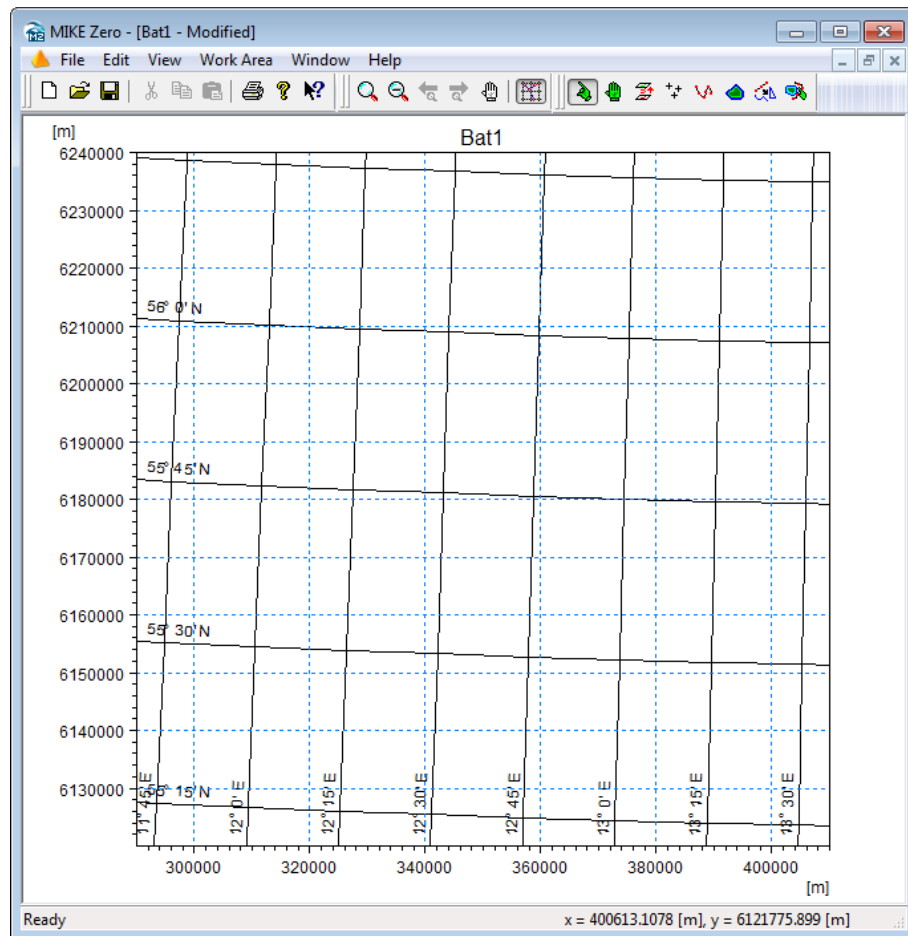 MIKE Zero - [Bat1 - Modified]
File Edit View Work Area Window Help
[m]
Bat1
6240000
6230000
6220000
56° 0' N
6210000
6200000
6190000
55° 45' N
6180000
6170000
6160000
55° 30' N
6150000
6140000
6130000
55° 15' N
11° 45' E
12° 0' E
12° 15' E
12° 30' E
12° 45' E
13° 0' E
13° 15' E
13° 30' E
300000 320000 340000 360000 380000 400000
[m]
Ready x = 400613.1078 [m], y = 6121775.899 [m]